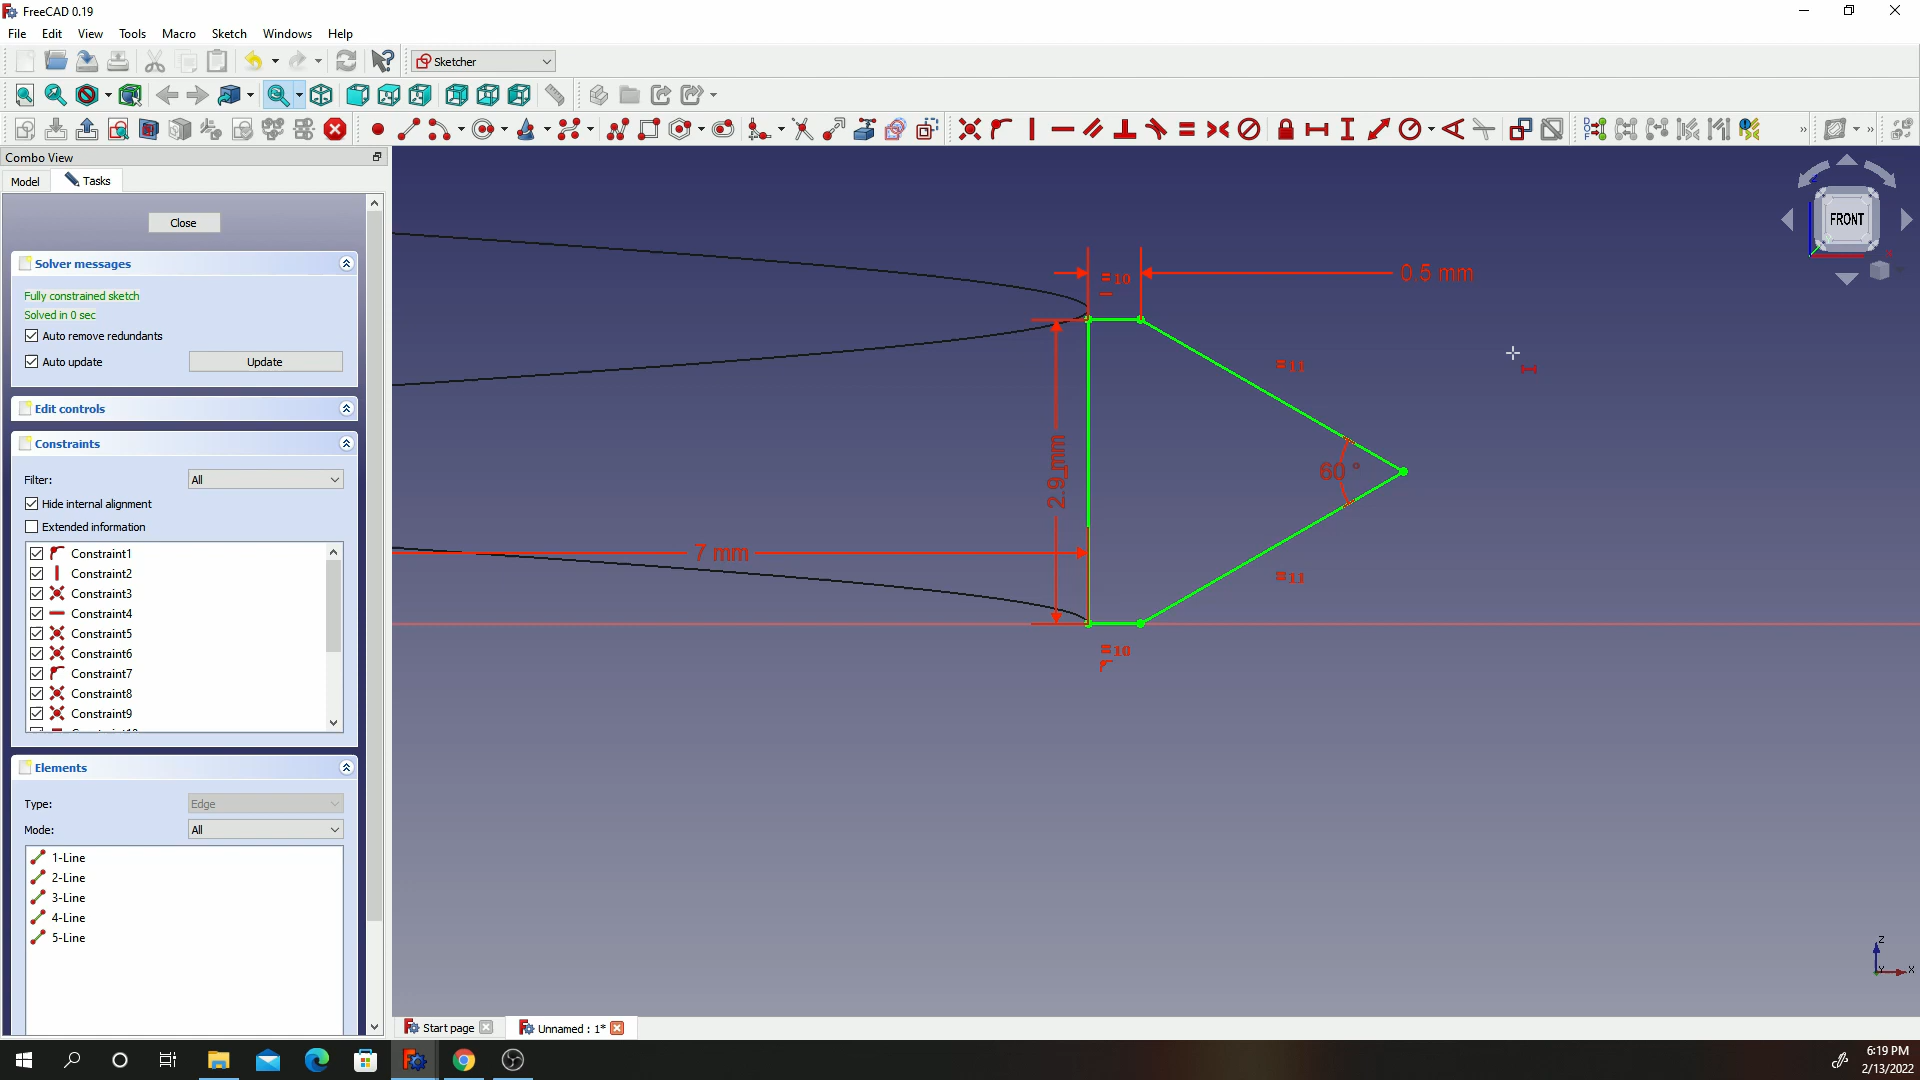 FreeCAD 0.19
File Edit View Tools Macro Sketch Windows Help
Sketcher
Combo View
Model Tasks
Close
Solver messages
Fully constrained sketch
Solved in 0 sec
Auto remove redundants
Auto update Update
Edit controls
Constraints
Filter: All
Hide internal alignment
Extended information
Constraint1
Constraint2
Constraint3
Constraint4
Constraint5
Constraint6
Constraint7
Constraint8
Constraint9
Elements
Type: Edge
Mode: All
1-Line
2-Line
3-Line
4-Line
5-Line
10
0.5 mm
11
60 °
2.9 mm
7 mm
11
10
FRONT
Z
X
Start page Unnamed : 1*
6:19 PM
2/13/2022